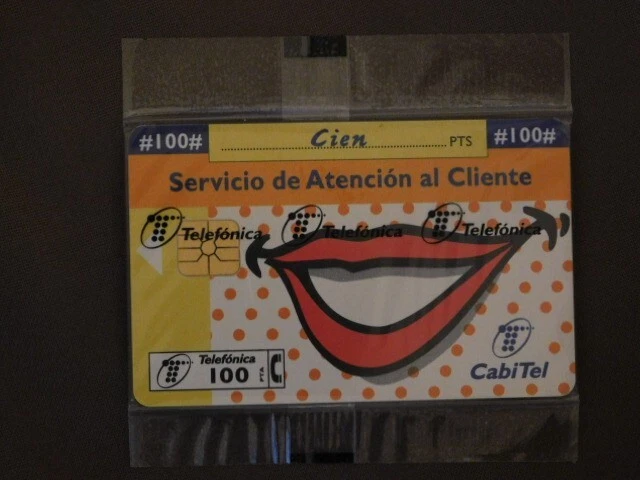 #100# Cien PTS #100#
Servicio de Atención al Cliente
Telefónica Telefónica Telefónica
Telefónica
100 PTA
CabiTel